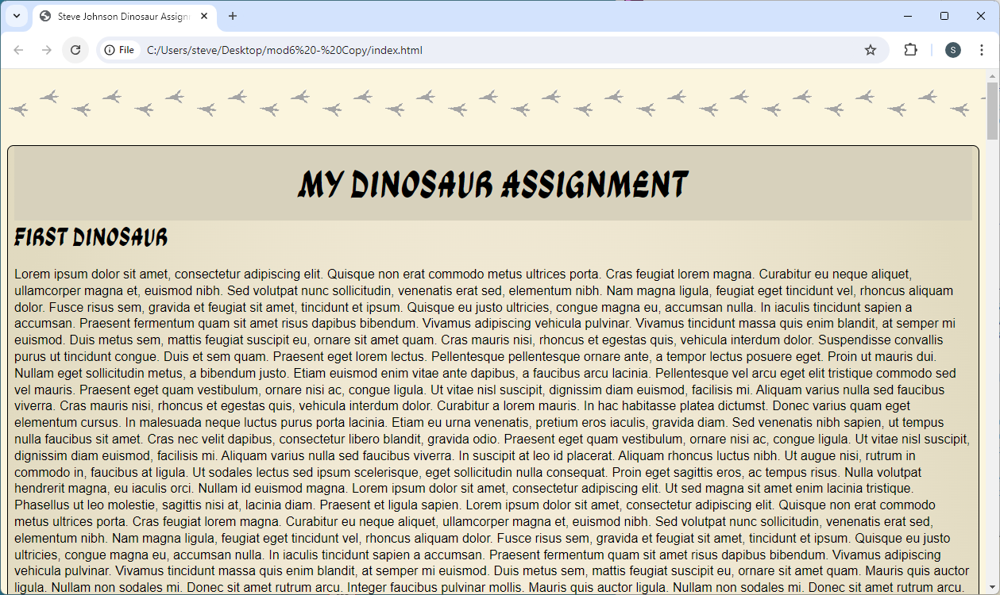 Steve Johnson Dinosaur Assign
File
C:/Users/steve/Desktop/mod6%20-%20Copy/index.html
S
MY DINOSAUR ASSIGNMENT
FIRST DINOSAUR
Lorem ipsum dolor sit amet, consectetur adipiscing elit. Quisque non erat commodo metus ultrices porta. Cras feugiat lorem magna. Curabitur eu neque aliquet,
ullamcorper magna et, euismod nibh. Sed volutpat nunc sollicitudin, venenatis erat sed, elementum nibh. Nam magna ligula, feugiat eget tincidunt vel, rhoncus aliquam
dolor. Fusce risus sem, gravida et feugiat sit amet, tincidunt et ipsum. Quisque eu justo ultricies, congue magna eu, accumsan nulla. In iaculis tincidunt sapien a
accumsan. Praesent fermentum quam sit amet risus dapibus bibendum. Vivamus adipiscing vehicula pulvinar. Vivamus tincidunt massa quis enim blandit, at semper mi
euismod. Duis metus sem, mattis feugiat suscipit eu, ornare sit amet quam. Cras mauris nisi, rhoncus et egestas quis, vehicula interdum dolor. Suspendisse convallis
purus ut tincidunt congue. Duis et sem quam. Praesent eget lorem lectus. Pellentesque pellentesque ornare ante, a tempor lectus posuere eget. Proin ut mauris dui.
Nullam eget sollicitudin metus, a bibendum justo. Etiam euismod enim vitae ante dapibus, a faucibus arcu lacinia. Pellentesque vel arcu eget elit tristique commodo sed
vel mauris. Praesent eget quam vestibulum, ornare nisi ac, congue ligula. Ut vitae nisl suscipit, dignissim diam euismod, facilisis mi. Aliquam varius nulla sed faucibus
viverra. Cras mauris nisi, rhoncus et egestas quis, vehicula interdum dolor. Curabitur a lorem mauris. In hac habitasse platea dictumst. Donec varius quam eget
elementum cursus. In malesuada neque luctus purus porta lacinia. Etiam eu urna venenatis, pretium eros iaculis, gravida diam. Sed venenatis nibh sapien, ut tempus
nulla faucibus sit amet. Cras nec velit dapibus, consectetur libero blandit, gravida odio. Praesent eget quam vestibulum, ornare nisi ac, congue ligula. Ut vitae nisl suscipit,
dignissim diam euismod, facilisis mi. Aliquam varius nulla sed faucibus viverra. In suscipit at leo id placerat. Aliquam rhoncus luctus nibh. Ut augue nisi, rutrum in
commodo in, faucibus at ligula. Ut sodales lectus sed ipsum scelerisque, eget sollicitudin nulla consequat. Proin eget sagittis eros, ac tempus risus. Nulla volutpat
hendrerit magna, eu iaculis orci. Nullam id euismod magna. Lorem ipsum dolor sit amet, consectetur adipiscing elit. Ut sed magna sit amet enim lacinia tristique.
Phasellus ut leo molestie, sagittis nisi at, lacinia diam. Praesent et ligula sapien. Lorem ipsum dolor sit amet, consectetur adipiscing elit. Quisque non erat commodo
metus ultrices porta. Cras feugiat lorem magna. Curabitur eu neque aliquet, ullamcorper magna et, euismod nibh. Sed volutpat nunc sollicitudin, venenatis erat sed,
elementum nibh. Nam magna ligula, feugiat eget tincidunt vel, rhoncus aliquam dolor. Fusce risus sem, gravida et feugiat sit amet, tincidunt et ipsum. Quisque eu justo
ultricies, congue magna eu, accumsan nulla. In iaculis tincidunt sapien a accumsan. Praesent fermentum quam sit amet risus dapibus bibendum. Vivamus adipiscing
vehicula pulvinar. Vivamus tincidunt massa quis enim blandit, at semper mi euismod. Duis metus sem, mattis feugiat suscipit eu, ornare sit amet quam. Mauris quis auctor
ligula. Nullam non sodales mi. Donec sit amet rutrum arcu. Integer faucibus pulvinar mollis. Mauris quis auctor ligula. Nullam non sodales mi. Donec sit amet rutrum arcu.